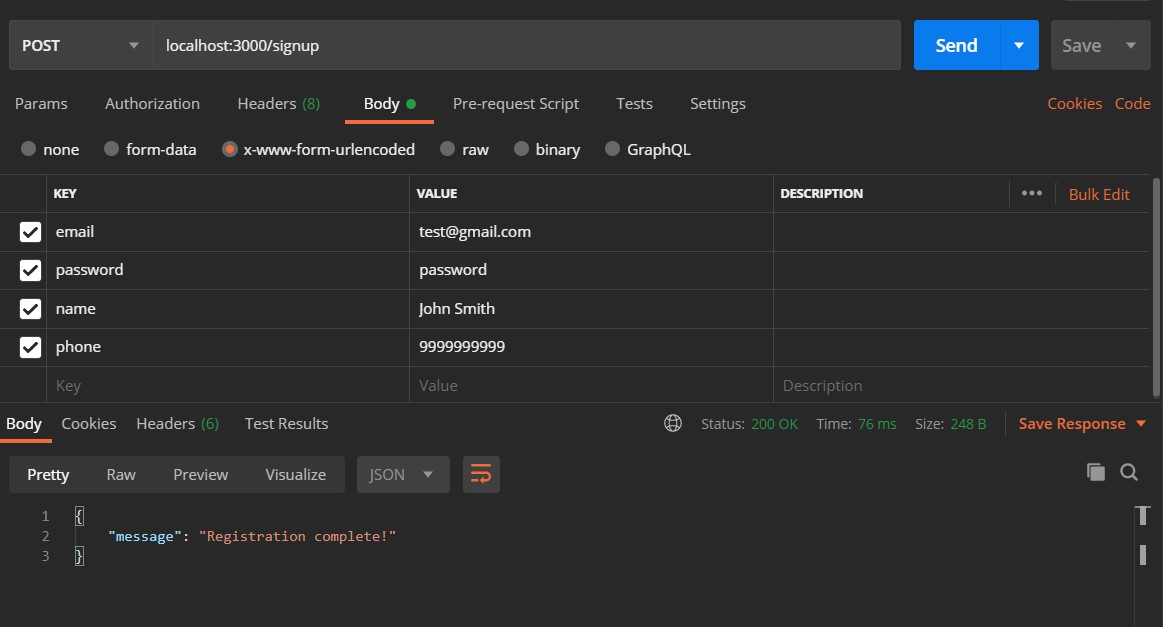 POST localhost:3000/signup Send Save
Params Authorization Headers (8) Body Pre-request Script Tests Settings Cookies Code
none form-data x-www-form-urlencoded raw binary GraphQL
KEY VALUE DESCRIPTION ••• Bulk Edit
email test@gmail.com
password password
name John Smith
phone 9999999999
Key Value Description
Body Cookies Headers (6) Test Results Status: 200 OK Time: 76 ms Size: 248 B Save Response
Pretty Raw Preview Visualize JSON
1 {
2 "message": "Registration complete!"
3 }